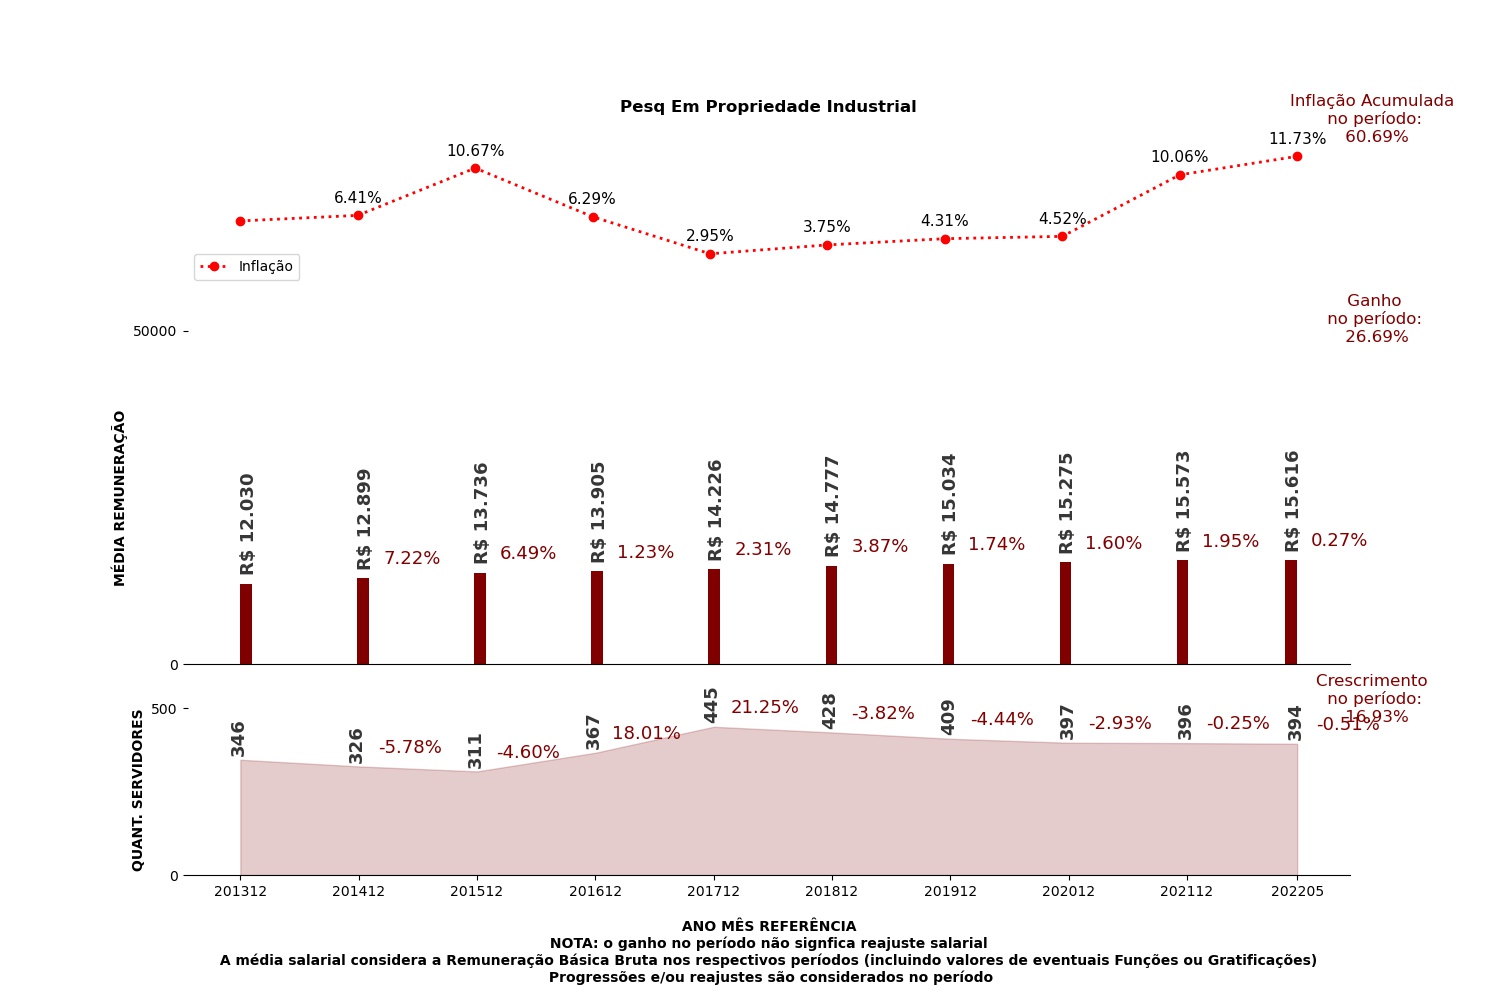 Pesq Em Propriedade Industrial
Inflação Acumulada
no período:
60.69%
6.41%
10.67%
6.29%
2.95%
3.75%
4.31%
4.52%
10.06%
11.73%
Inflação
Ganho
no período:
26.69%
50000
0
MÉDIA REMUNERAÇÃO
R$ 12.030
R$ 12.899
R$ 13.736
R$ 13.905
R$ 14.226
R$ 14.777
R$ 15.034
R$ 15.275
R$ 15.573
R$ 15.616
7.22%
6.49%
1.23%
2.31%
3.87%
1.74%
1.60%
1.95%
0.27%
Crescrimento
no período:
16.93%
500
0
QUANT. SERVIDORES
346
326
311
367
445
428
409
397
396
394
-5.78%
-4.60%
18.01%
21.25%
-3.82%
-4.44%
-2.93%
-0.25%
-0.51%
201312
201412
201512
201612
201712
201812
201912
202012
202112
202205
ANO MÊS REFERÊNCIA
NOTA: o ganho no período não signfica reajuste salarial
A média salarial considera a Remuneração Básica Bruta nos respectivos períodos (incluindo valores de eventuais Funções ou Gratificações)
Progressões e/ou reajustes são considerados no período